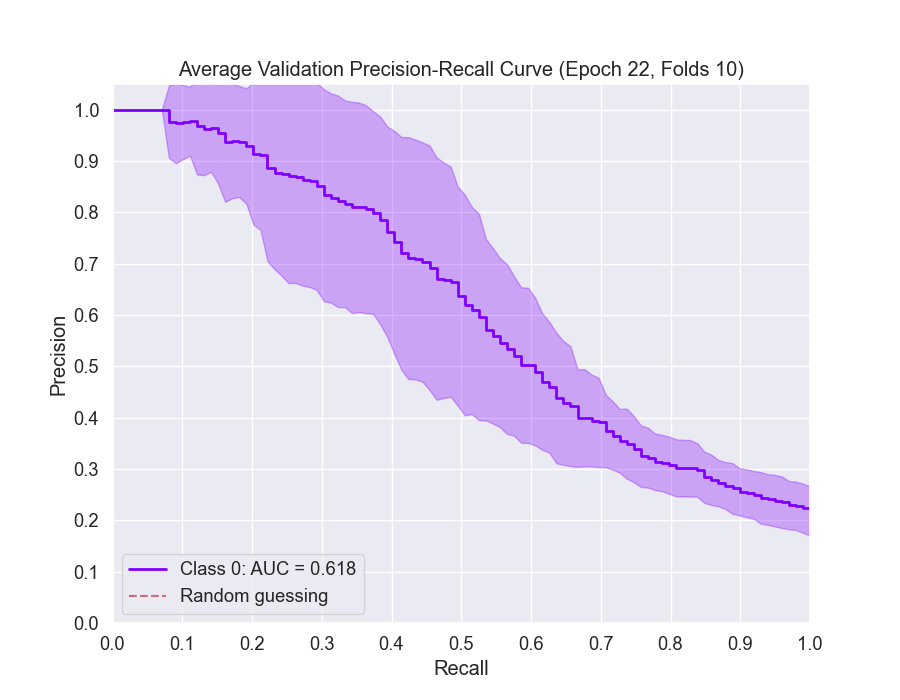 Average Validation Precision-Recall Curve (Epoch 22, Folds 10)
Precision
1.0
0.9
0.8
0.7
0.6
0.5
0.4
0.3
0.2
0.1
0.0
Class 0: AUC = 0.618
Random guessing
0.0 0.1 0.2 0.3 0.4 0.5 0.6 0.7 0.8 0.9 1.0
Recall